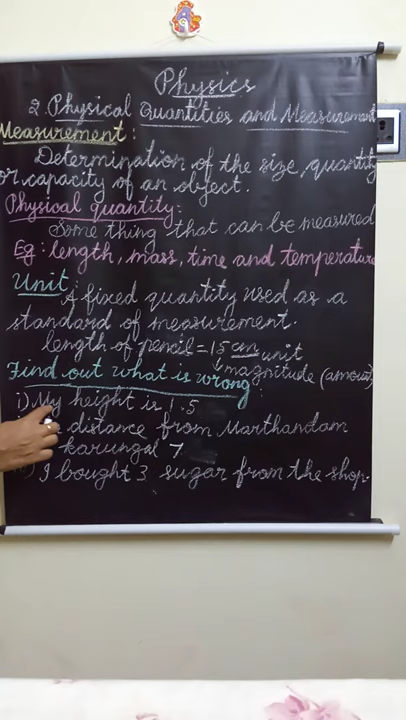 Physics
2. Physical Quantities and Measurement
Measurement:
Determination of the size, quantity
or capacity of an object.
Physical quantity:
Some thing that can be measured
Eg: length, mass, time and temperature
Unit:
A fixed quantity used as a
standard of measurement.
length of pencil = 15 cm unit
magnitude (amount)
Find out what is wrong:
i) My height is 1.5
distance from Marthandam
karungal 7
I bought 3 sugar from the shop.